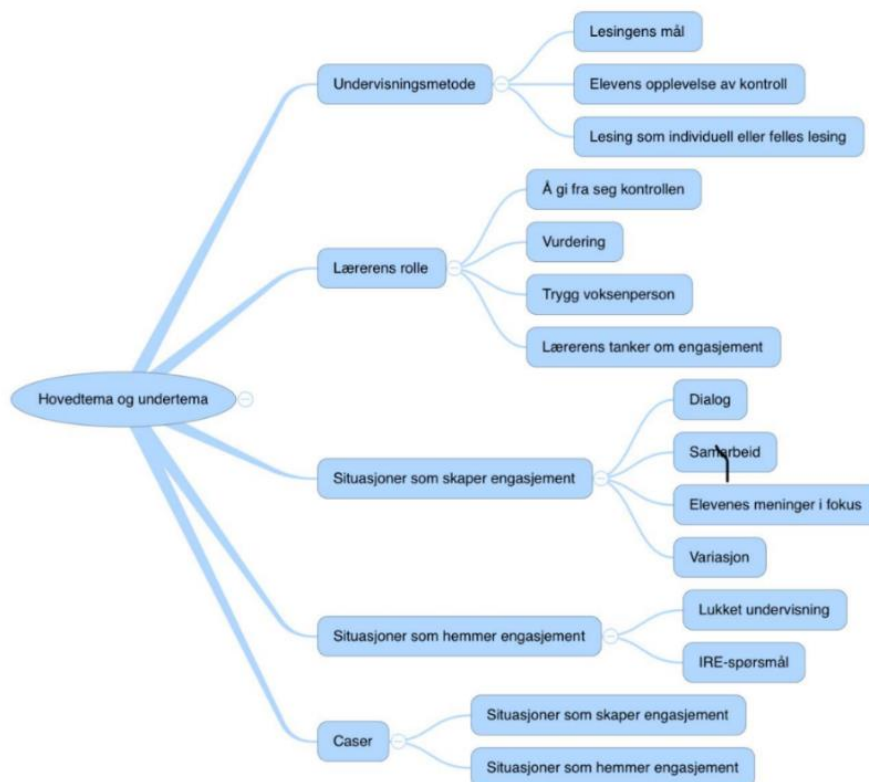 Lesingens mål
Undervisningsmetode
Elevens opplevelse av kontroll
Lesing som individuell eller felles lesing
Å gi fra seg kontrollen
Vurdering
Lærerens rolle
Trygg voksenperson
Lærerens tanker om engasjement
Hovedtema og undertema
Dialog
Samarbeid
Situasjoner som skaper engasjement
Elevenes meninger i fokus
Variasjon
Lukket undervisning
Situasjoner som hemmer engasjement
IRE-spørsmål
Situasjoner som skaper engasjement
Caser
Situasjoner som hemmer engasjement